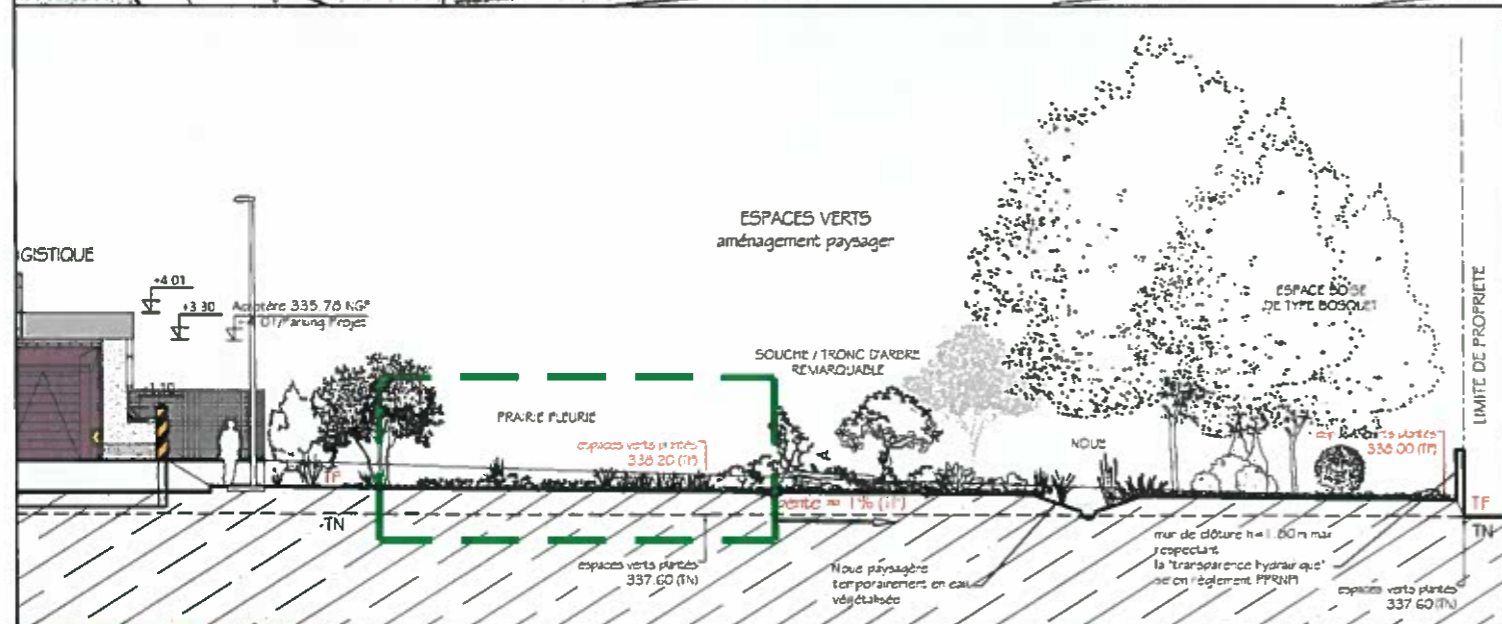 ESPACES VERTS
aménagement paysager
GISTIQUE
+4.01
+3.30
Acrotère 335.78 NGF
Parking Projet
1.10
SOUCHE / TRONC D'ARBRE
REMARQUABLE
ESPACE BOISE
DE TYPE BOSQUET
LIMITE DE PROPRIETE
PRAIRIE FLEURIE
espaces verts plantés
338.20 (TF)
NOUE
verts plantés
338.00 (TF)
TF
TN
pente ≈ 1% (TF)
TF
TN
espaces verts plantés
337.60 (TN)
Noue paysagère
temporairement en eau
végétalisée
mur de clôture h=1.80 m max
respectant
la "transparence hydraulique"
selon règlement PPRNPI
espaces verts plantés
337.60 (TN)